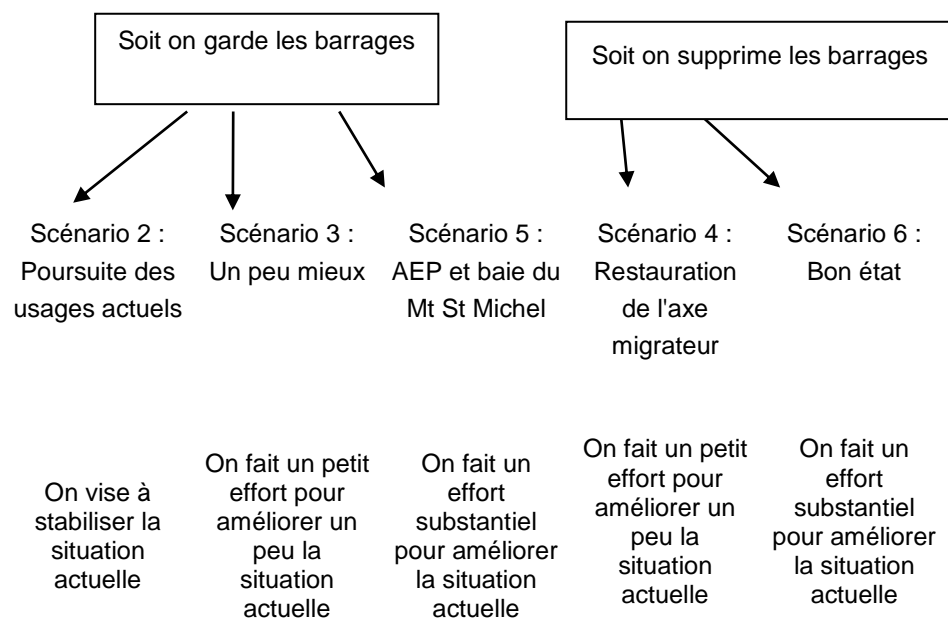 Soit on garde les barrages
Soit on supprime les barrages
Scénario 2 :
Poursuite des
usages actuels
Scénario 3 :
Un peu mieux
Scénario 5 :
AEP et baie du
Mt St Michel
Scénario 4 :
Restauration
de l'axe
migrateur
Scénario 6 :
Bon état
On vise à
stabiliser la
situation
actuelle
On fait un petit
effort pour
améliorer un
peu la
situation
actuelle
On fait un
effort
substantiel
pour améliorer
la situation
actuelle
On fait un petit
effort pour
améliorer un
peu la
situation
actuelle
On fait un
effort
substantiel
pour améliorer
la situation
actuelle